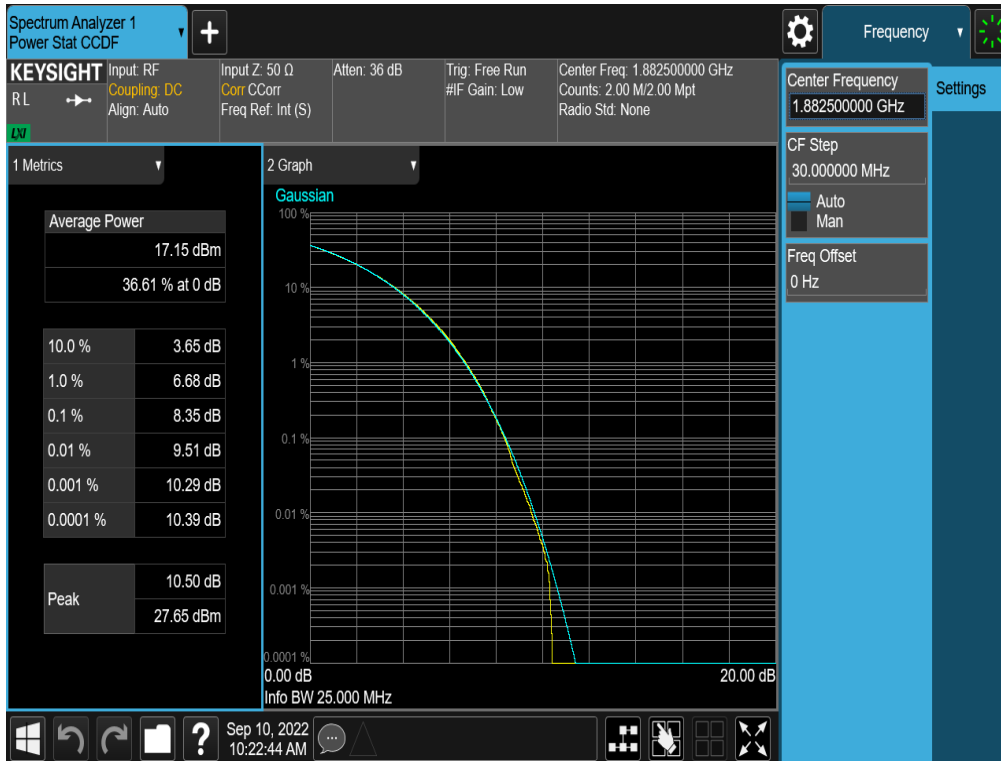 Spectrum Analyzer 1
Power Stat CCDF
+
Frequency
KEYSIGHT
RL
LXI
Input: RF
Coupling: DC
Align: Auto
Input Z: 50 Ω
Corr CCorr
Freq Ref: Int (S)
Atten: 36 dB
Trig: Free Run
#IF Gain: Low
Center Freq: 1.882500000 GHz
Counts: 2.00 M/2.00 Mpt
Radio Std: None
Center Frequency
1.882500000 GHz
Settings
CF Step
30.000000 MHz
Auto
Man
Freq Offset
0 Hz
1 Metrics
Average Power
17.15 dBm
36.61 % at 0 dB
10.0 % 3.65 dB
1.0 % 6.68 dB
0.1 % 8.35 dB
0.01 % 9.51 dB
0.001 % 10.29 dB
0.0001 % 10.39 dB
Peak
10.50 dB
27.65 dBm
2 Graph
Gaussian
100 %
10 %
1 %
0.1 %
0.01 %
0.001 %
0.0001 %
0.00 dB 20.00 dB
Info BW 25.000 MHz
?
Sep 10, 2022
10:22:44 AM